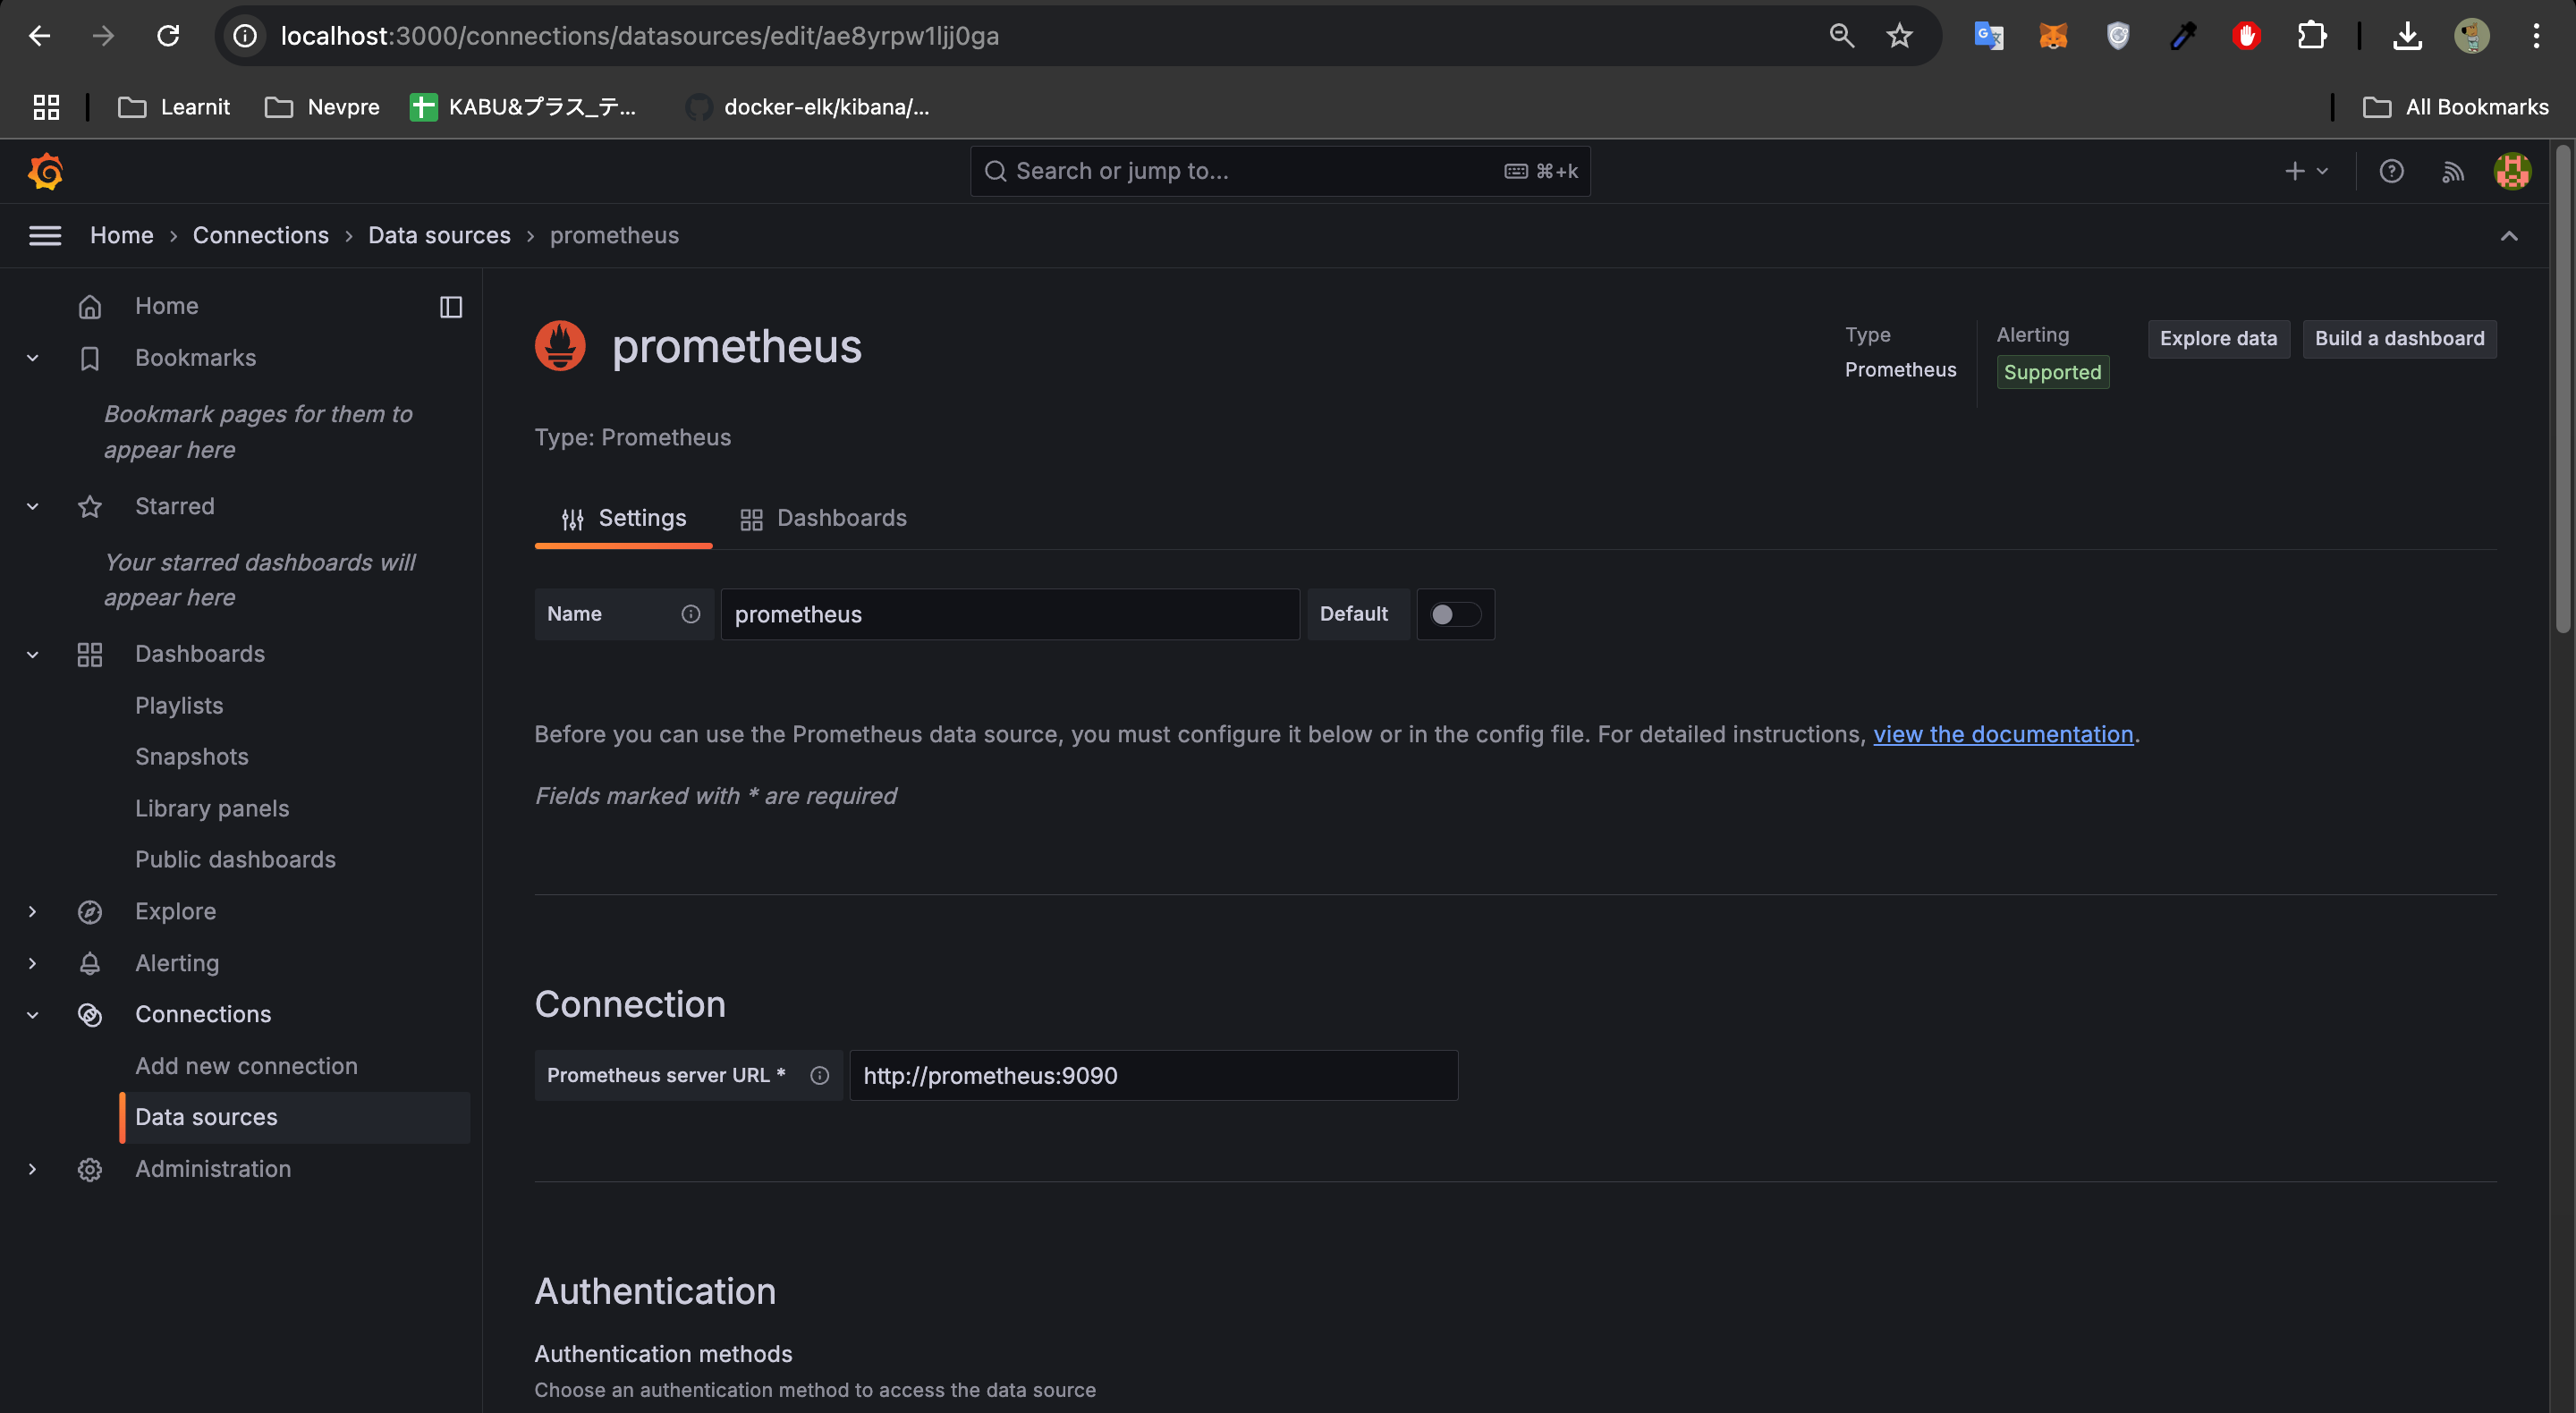 localhost:3000/connections/datasources/edit/ae8yrpw1ljj0ga
Learnit
Nevpre
KABU&プラス_テ...
docker-elk/kibana/...
All Bookmarks
Search or jump to...
⌘+k
Home › Connections › Data sources › prometheus
Home
Bookmarks
Bookmark pages for them to
appear here
Starred
Your starred dashboards will
appear here
Dashboards
Playlists
Snapshots
Library panels
Public dashboards
Explore
Alerting
Connections
Add new connection
Data sources
Administration
prometheus
Type
Prometheus
Alerting
Supported
Explore data
Build a dashboard
Type: Prometheus
Settings
Dashboards
Name
prometheus
Default
Before you can use the Prometheus data source, you must configure it below or in the config file. For detailed instructions, view the documentation.
Fields marked with * are required
Connection
Prometheus server URL *
http://prometheus:9090
Authentication
Authentication methods
Choose an authentication method to access the data source